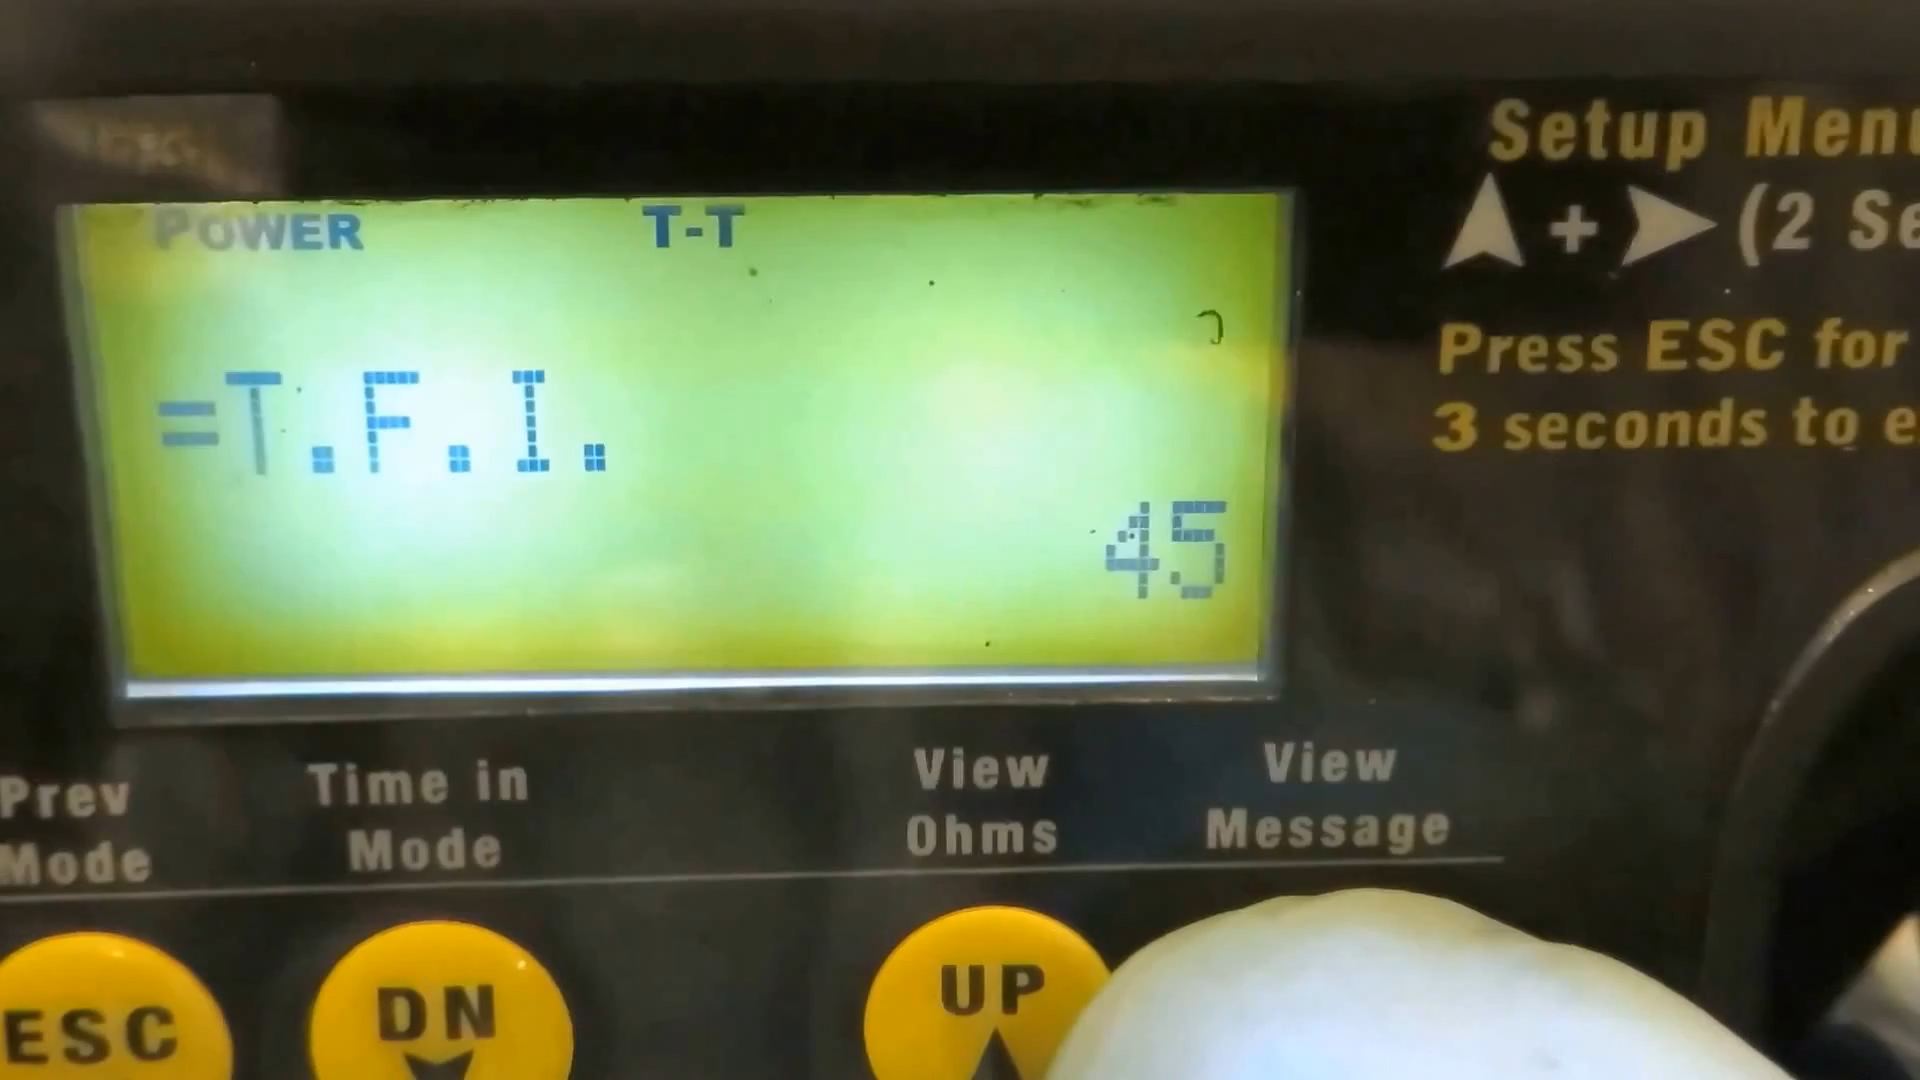 POWER T-T
=T.F.I.
45
Setup Menu
+ (2 Se
Press ESC for
3 seconds to e
Prev Mode
Time in Mode
View Ohms
View Message
ESC
DN
UP